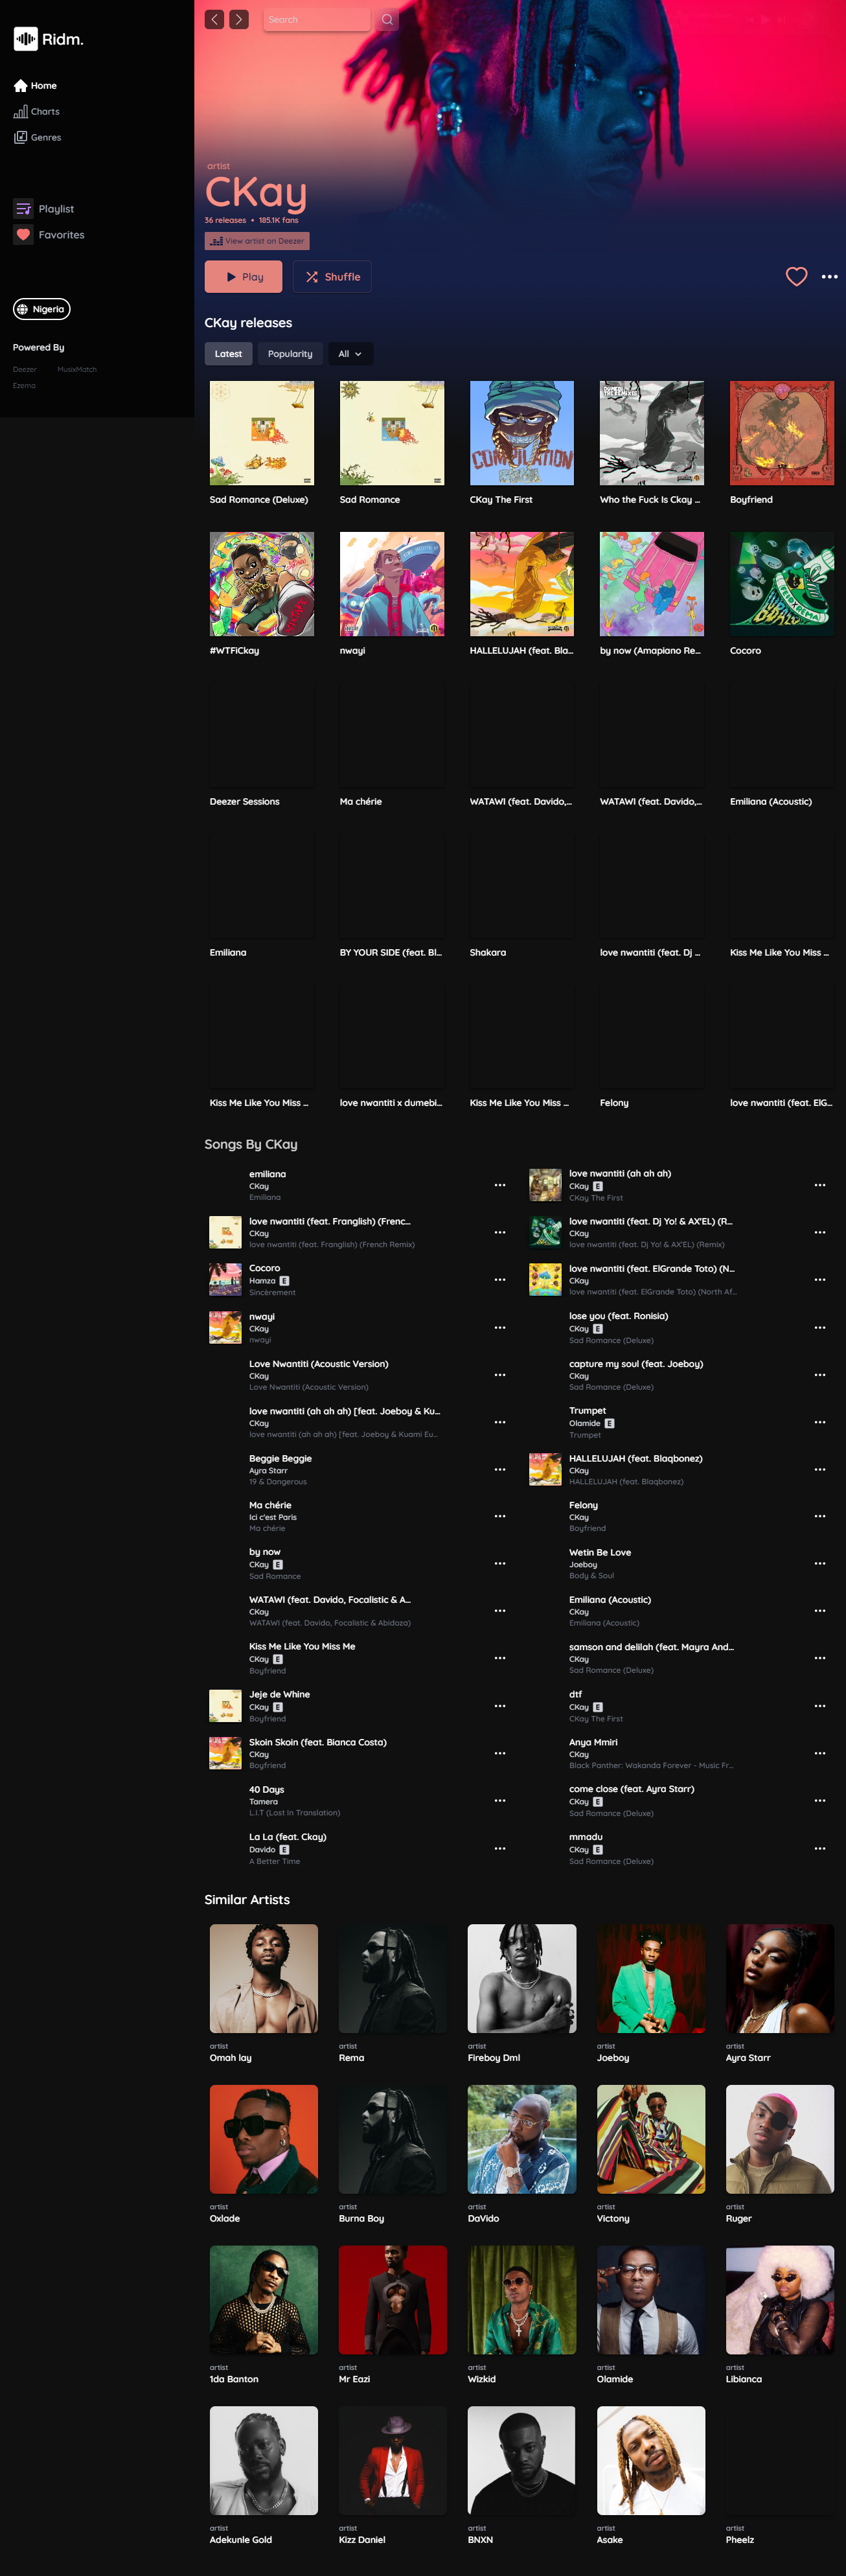 Ridm.
Search
Home
Charts
Genres
Playlist
Favorites
Nigeria
Powered By
Deezer MusixMatch
Ezema
artist
CKay
36 releases • 185.1K fans
View artist on Deezer
Play Shuffle
CKay releases
Latest Popularity All
Sad Romance (Deluxe) Sad Romance CKay The First Who the Fuck Is Ckay ... Boyfriend
#WTFiCkay nwayi HALLELUJAH (feat. Bla... by now (Amapiano Re... Cocoro
Deezer Sessions Ma chérie WATAWI (feat. Davido,... WATAWI (feat. Davido,... Emiliana (Acoustic)
Emiliana BY YOUR SIDE (feat. Bl... Shakara love nwantiti (feat. Dj ... Kiss Me Like You Miss ...
Kiss Me Like You Miss ... love nwantiti x dumebi... Kiss Me Like You Miss ... Felony love nwantiti (feat. ElG...
Songs By CKay
emiliana
CKay
Emiliana
love nwantiti (ah ah ah)
CKay E
CKay The First
love nwantiti (feat. Franglish) (Frenc...
CKay
love nwantiti (feat. Franglish) (French Remix)
love nwantiti (feat. Dj Yo! & AX'EL) (R...
CKay
love nwantiti (feat. Dj Yo! & AX'EL) (Remix)
Cocoro
Hamza E
Sincèrement
love nwantiti (feat. ElGrande Toto) (N...
CKay
love nwantiti (feat. ElGrande Toto) (North Af...
nwayi
CKay
nwayi
lose you (feat. Ronisia)
CKay E
Sad Romance (Deluxe)
Love Nwantiti (Acoustic Version)
CKay
Love Nwantiti (Acoustic Version)
capture my soul (feat. Joeboy)
CKay
Sad Romance (Deluxe)
love nwantiti (ah ah ah) [feat. Joeboy & Ku...
CKay
love nwantiti (ah ah ah) [feat. Joeboy & Kuami Eu...
Trumpet
Olamide E
Trumpet
Beggie Beggie
Ayra Starr
19 & Dangerous
HALLELUJAH (feat. Blaqbonez)
CKay
HALLELUJAH (feat. Blaqbonez)
Ma chérie
Ici c'est Paris
Ma chérie
Felony
CKay
Boyfriend
by now
CKay E
Sad Romance
Wetin Be Love
Joeboy
Body & Soul
WATAWI (feat. Davido, Focalistic & A...
CKay
WATAWI (feat. Davido, Focalistic & Abidoza)
Emiliana (Acoustic)
CKay
Emiliana (Acoustic)
Kiss Me Like You Miss Me
CKay E
Boyfriend
samson and delilah (feat. Mayra And...
CKay
Sad Romance (Deluxe)
Jeje de Whine
CKay E
Boyfriend
dtf
CKay E
CKay The First
Skoin Skoin (feat. Bianca Costa)
CKay
Boyfriend
Anya Mmiri
CKay
Black Panther: Wakanda Forever - Music Fr...
40 Days
Tamera
L.I.T (Lost In Translation)
come close (feat. Ayra Starr)
CKay E
Sad Romance (Deluxe)
La La (feat. Ckay)
Davido E
A Better Time
mmadu
CKay E
Sad Romance (Deluxe)
Similar Artists
artist artist artist artist artist
Omah lay Rema Fireboy Dml Joeboy Ayra Starr
artist artist artist artist artist
Oxlade Burna Boy DaVido Victony Ruger
artist artist artist artist artist
1da Banton Mr Eazi Wizkid Olamide Libianca
artist artist artist artist artist
Adekunle Gold Kizz Daniel BNXN Asake Pheelz